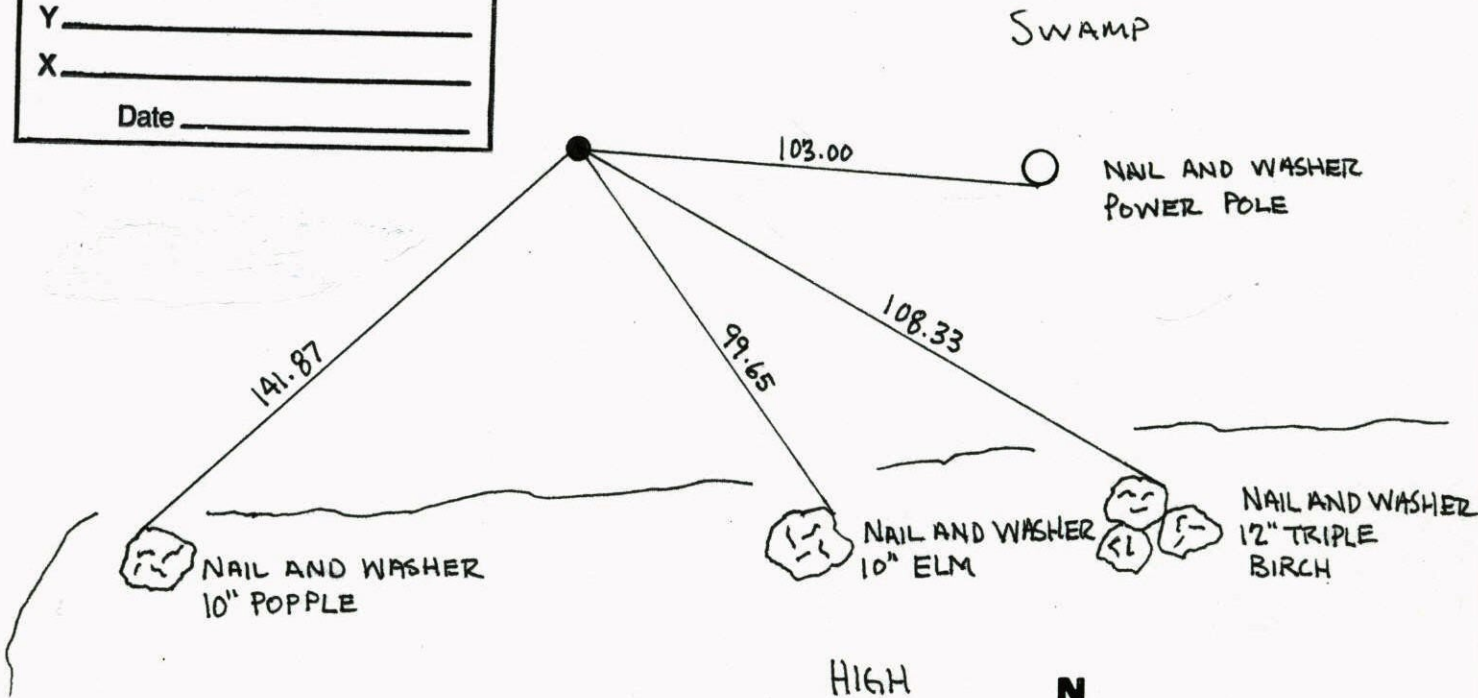 Y
X
Date
SWAMP
103.00
NAIL AND WASHER
POWER POLE
141.87
99.65
108.33
NAIL AND WASHER
10" POPPLE
NAIL AND WASHER
10" ELM
NAIL AND WASHER
12" TRIPLE
BIRCH
HIGH
N